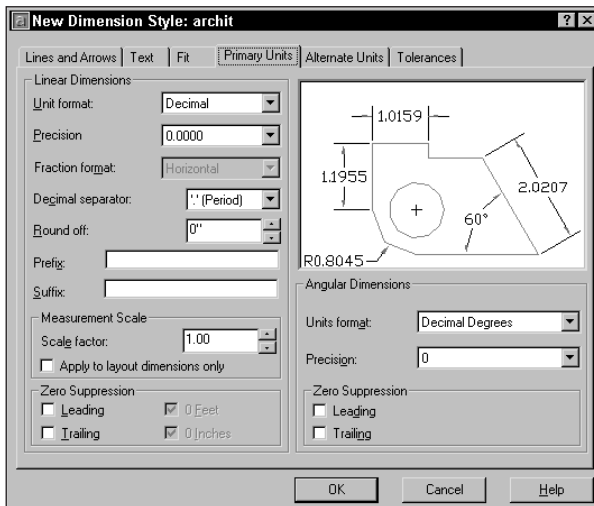 New Dimension Style: archit
Lines and Arrows Text Fit Primary Units Alternate Units Tolerances
Linear Dimensions
Unit format: Decimal
Precision 0.0000
Fraction format: Horizontal
Decimal separator: '.' (Period)
Round off: 0"
Prefix:
Suffix:
Measurement Scale
Scale factor: 1.00
Apply to layout dimensions only
Zero Suppression
Leading 0 Feet
Trailing 0 Inches
1.0159
1.1955
2.0207
60°
R0.8045
Angular Dimensions
Units format: Decimal Degrees
Precision: 0
Zero Suppression
Leading
Trailing
OK Cancel Help